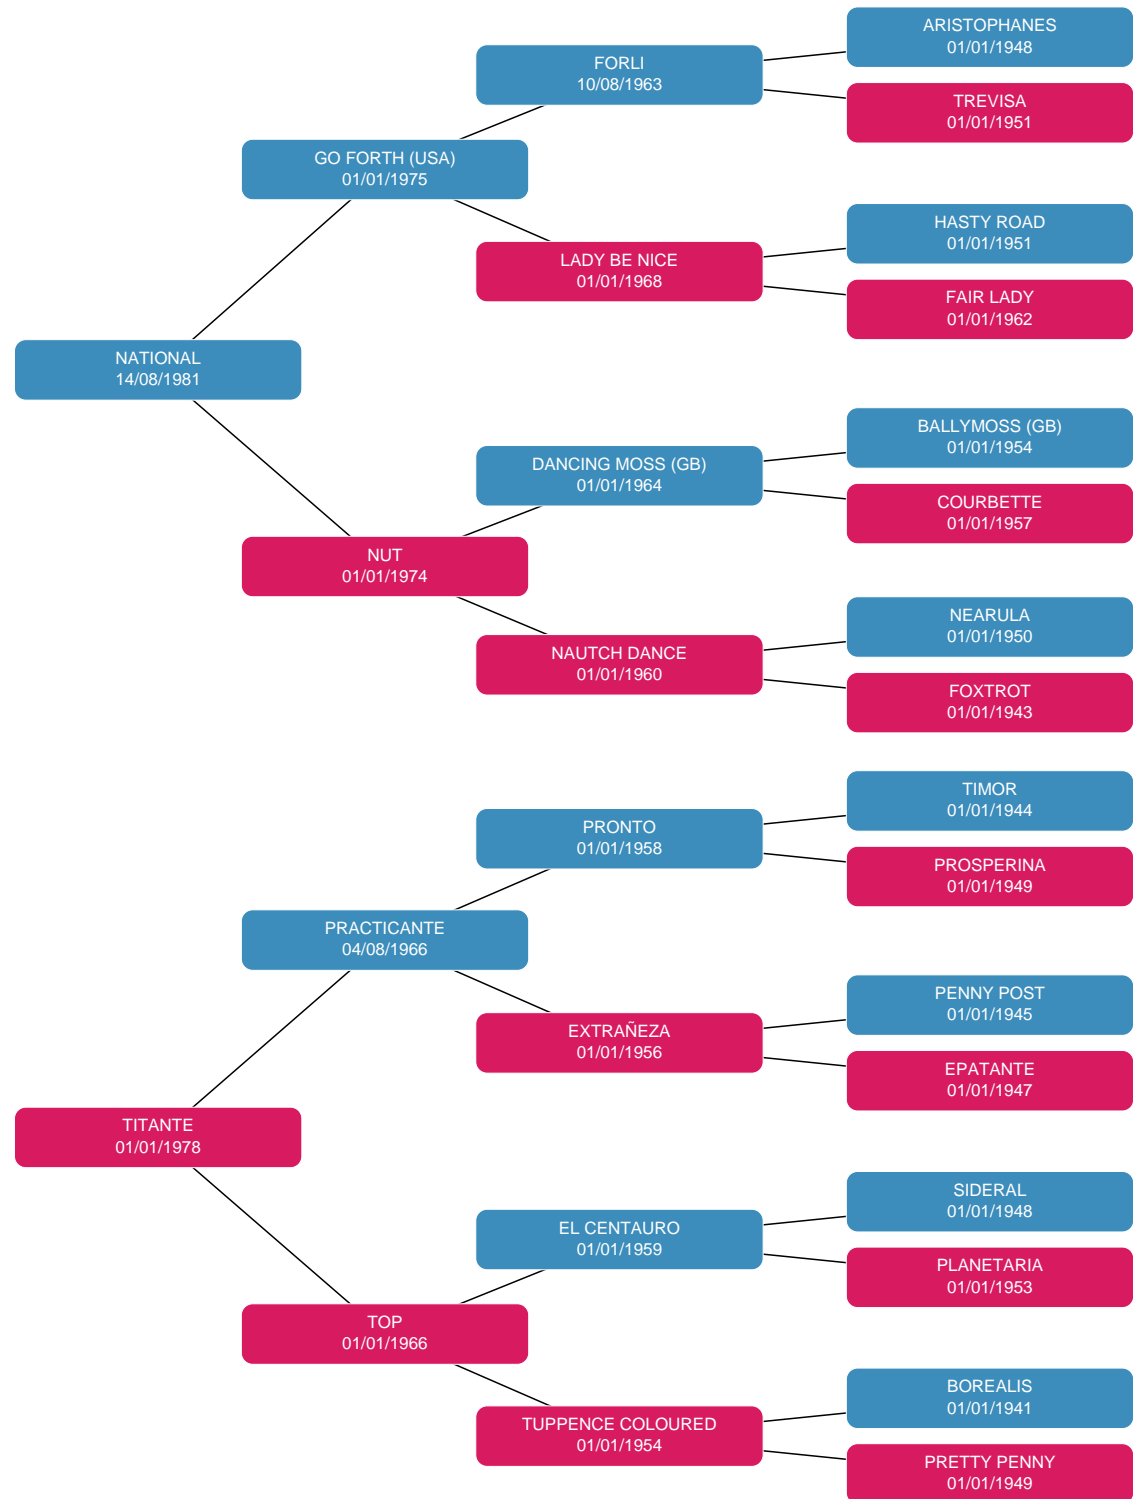 ARISTOPHANES
01/01/1948
FORLI
10/08/1963
TREVISA
01/01/1951
GO FORTH (USA)
01/01/1975
HASTY ROAD
01/01/1951
LADY BE NICE
01/01/1968
FAIR LADY
01/01/1962
NATIONAL
14/08/1981
BALLYMOSS (GB)
01/01/1954
DANCING MOSS (GB)
01/01/1964
COURBETTE
01/01/1957
NUT
01/01/1974
NEARULA
01/01/1950
NAUTCH DANCE
01/01/1960
FOXTROT
01/01/1943
TIMOR
01/01/1944
PRONTO
01/01/1958
PROSPERINA
01/01/1949
PRACTICANTE
04/08/1966
PENNY POST
01/01/1945
EXTRAÑEZA
01/01/1956
EPATANTE
01/01/1947
TITANTE
01/01/1978
SIDERAL
01/01/1948
EL CENTAURO
01/01/1959
PLANETARIA
01/01/1953
TOP
01/01/1966
BOREALIS
01/01/1941
TUPPENCE COLOURED
01/01/1954
PRETTY PENNY
01/01/1949